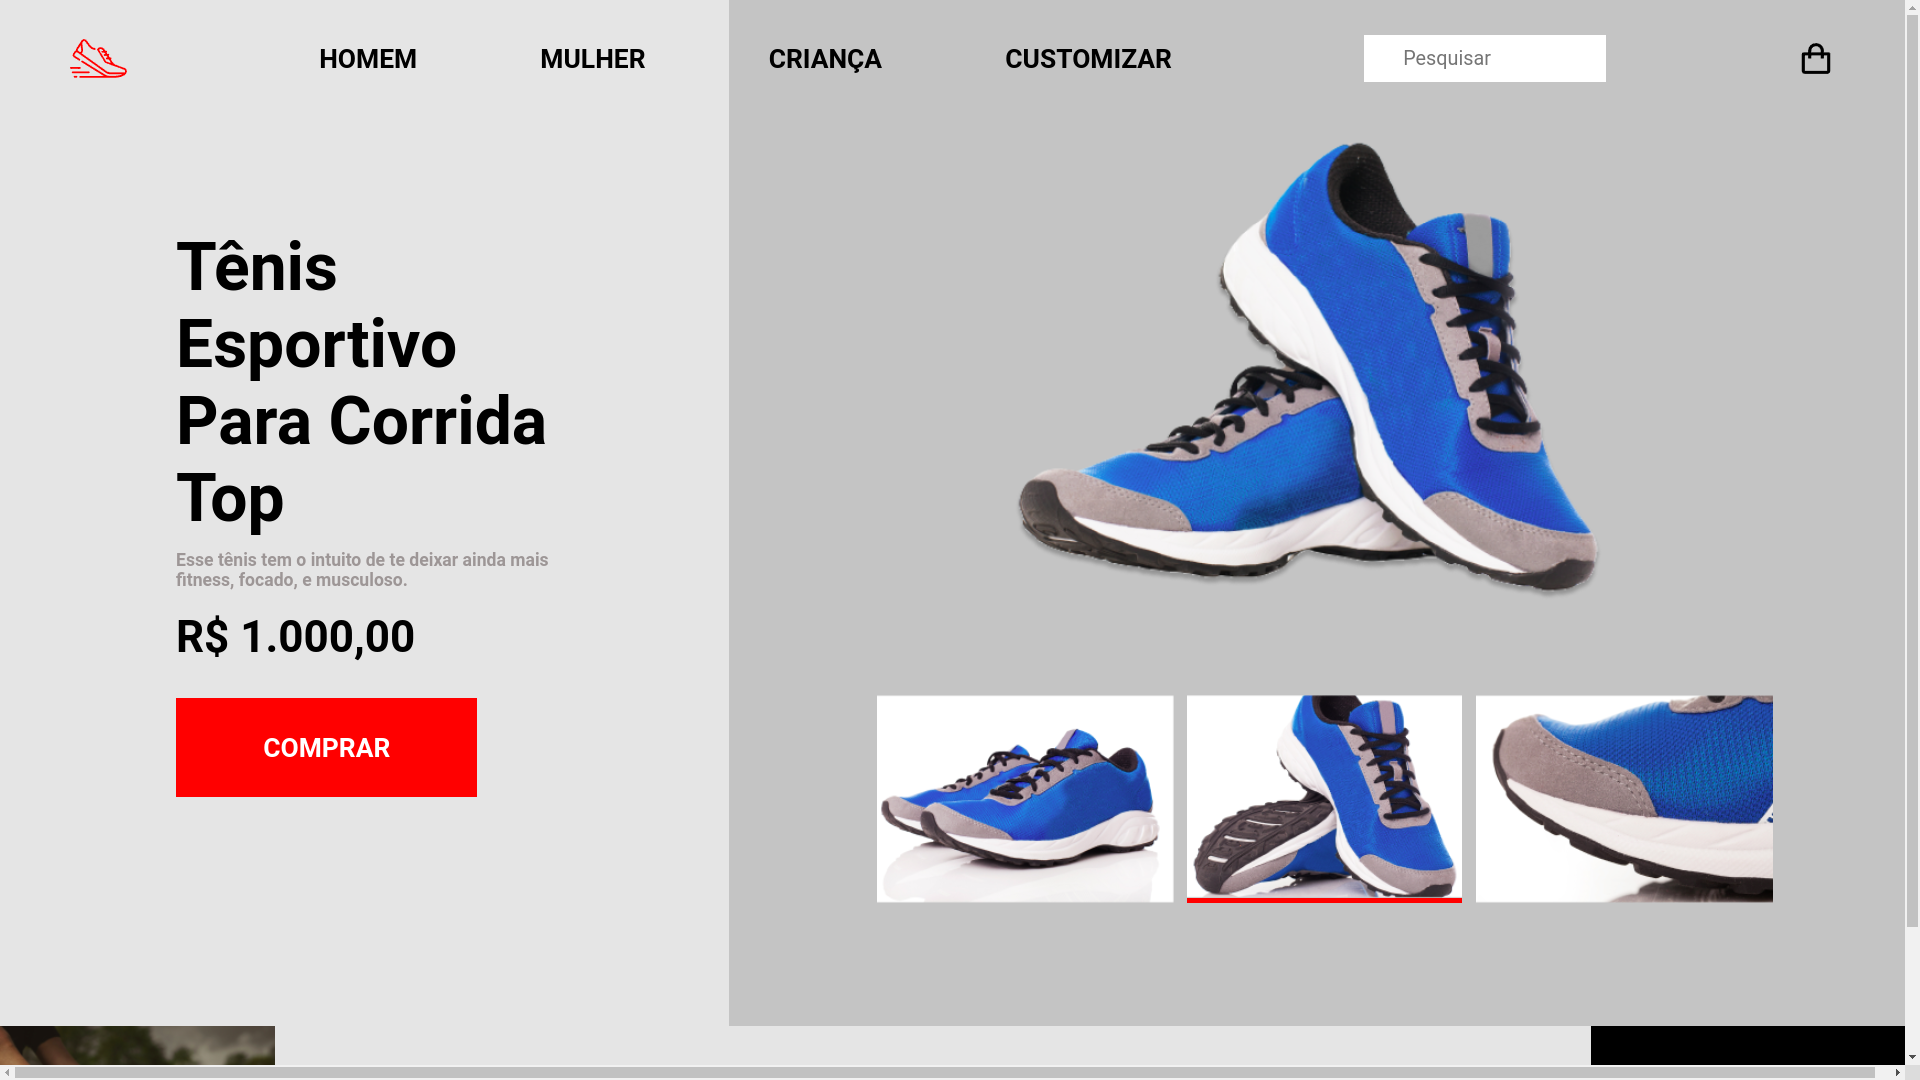 HOMEM
MULHER
CRIANÇA
CUSTOMIZAR
Pesquisar
Tênis
Esportivo
Para Corrida
Top
Esse tênis tem o intuito de te deixar ainda mais
fitness, focado, e musculoso.
R$ 1.000,00
COMPRAR